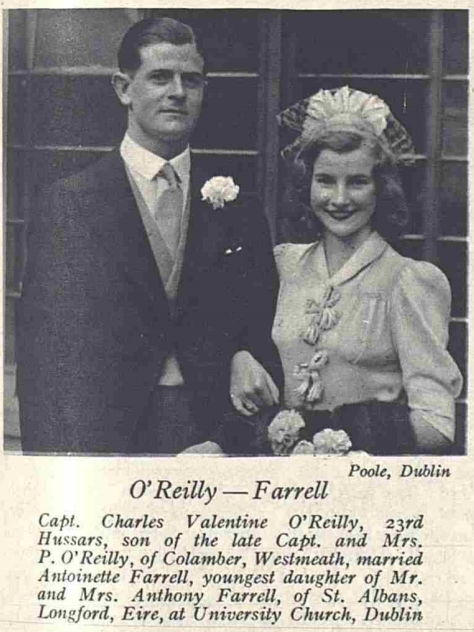 Poole, Dublin
O'Reilly — Farrell
Capt. Charles Valentine O'Reilly, 23rd
Hussars, son of the late Capt. and Mrs.
P. O'Reilly, of Colamber, Westmeath, married
Antoinette Farrell, youngest daughter of Mr.
and Mrs. Anthony Farrell, of St. Albans,
Longford, Eire, at University Church, Dublin